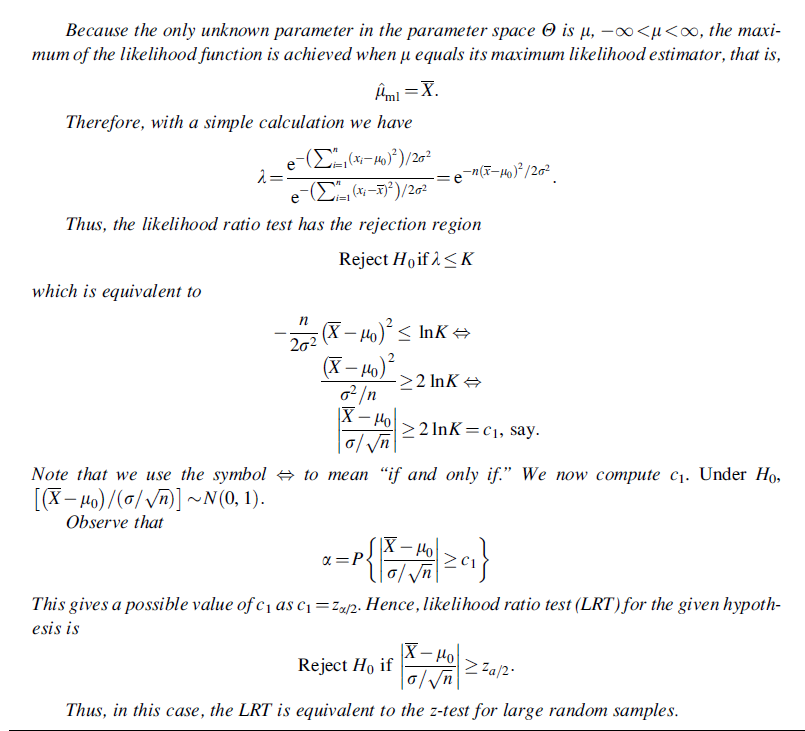 Because the only unknown parameter in the parameter space Θ is μ, −∞<μ<∞, the maxi-
mum of the likelihood function is achieved when μ equals its maximum likelihood estimator, that is,
μ̂ₘₗ = X̅.
Therefore, with a simple calculation we have
λ = e^{−(∑_{i=1}^{n}(x_i−μ_0)^2)/2σ^2} / e^{−(∑_{i=1}^{n}(x_i−x̅)^2)/2σ^2} = e^{−n(x̅−μ_0)^2/2σ^2}.
Thus, the likelihood ratio test has the rejection region
Reject H_0 if λ ≤ K
which is equivalent to
−n/2σ^2 (X̅ − μ_0)^2 ≤ ln K ⇔
(X̅ − μ_0)^2 / σ^2/n ≥ 2 ln K ⇔
|X̅ − μ_0 / σ/√n| ≥ 2 ln K = c_1, say.
Note that we use the symbol ⇔ to mean “if and only if.” We now compute c_1. Under H_0,
[(X̅ − μ_0)/(σ/√n)] ~ N(0, 1).
Observe that
α = P{|X̅ − μ_0 / σ/√n| ≥ c_1}
This gives a possible value of c_1 as c_1 = z_{α/2}. Hence, likelihood ratio test (LRT) for the given hypoth-
esis is
Reject H_0 if |X̅ − μ_0 / σ/√n| ≥ z_{a/2}.
Thus, in this case, the LRT is equivalent to the z-test for large random samples.